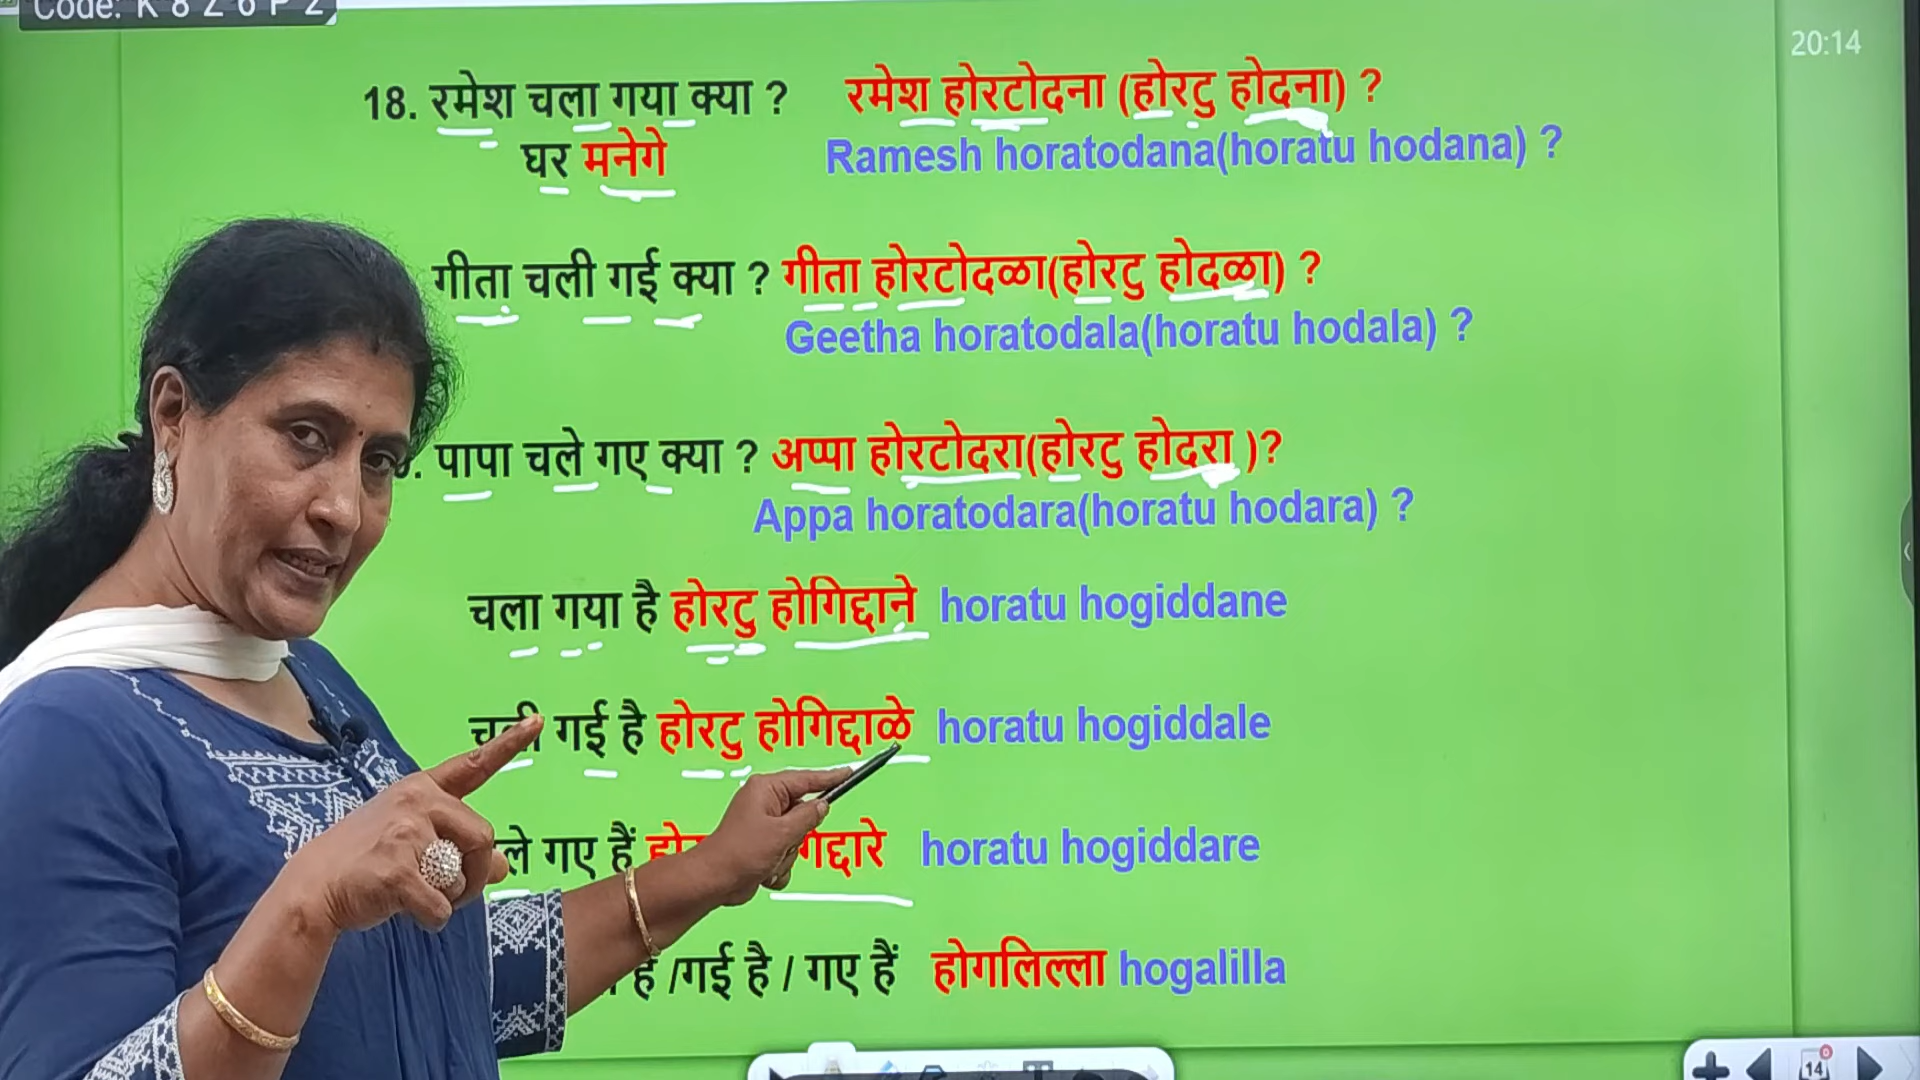 Code: K 8 Z 6 P Z
20:14
18. रमेश चला गया क्या ? रमेश होरटोदना (होरटु होदना) ?
घर मनेगे Ramesh horatodana(horatu hodana) ?
गीता चली गई क्या ? गीता होरटोदळा(होरटु होदळा) ?
Geetha horatodala(horatu hodala) ?
पापा चले गए क्या ? अप्पा होरटोदरा(होरटु होदरा )?
Appa horatodara(horatu hodara) ?
चला गया है होरटु होगिद्दाने horatu hogiddane
चली गई है होरटु होगिद्दाळे horatu hogiddale
गए हैं horatu hogiddare
है /गई है / गए हैं होगलिल्ला hogalilla
14